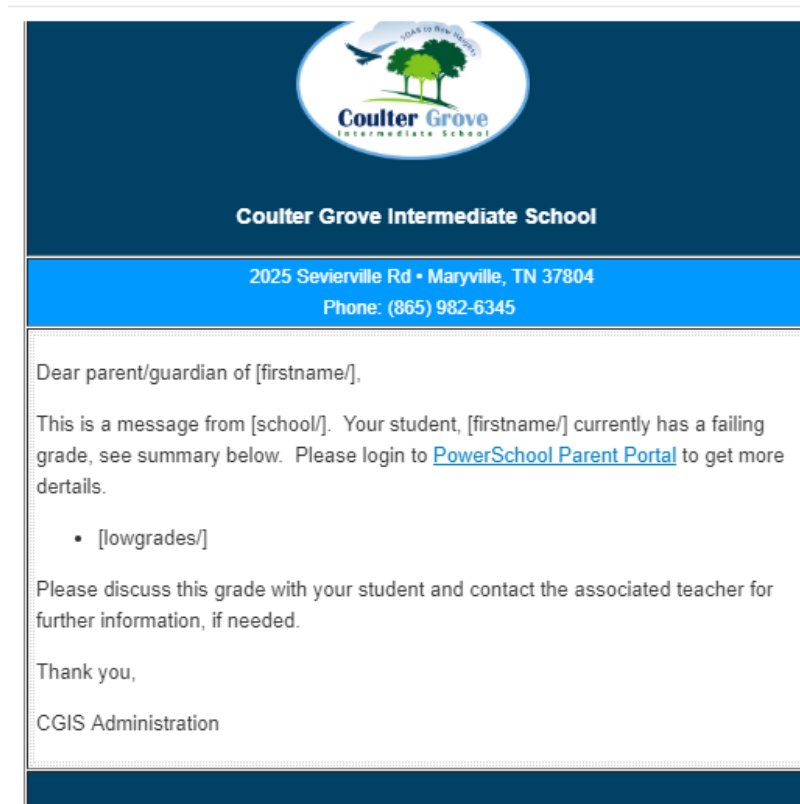 SOAR to New Heights
Coulter Grove
Intermediate School
Coulter Grove Intermediate School
2025 Sevierville Rd • Maryville, TN 37804
Phone: (865) 982-6345
Dear parent/guardian of [firstname/],
This is a message from [school/].  Your student, [firstname/] currently has a failing
grade, see summary below.  Please login to PowerSchool Parent Portal to get more
dertails.
• [lowgrades/]
Please discuss this grade with your student and contact the associated teacher for
further information, if needed.
Thank you,
CGIS Administration